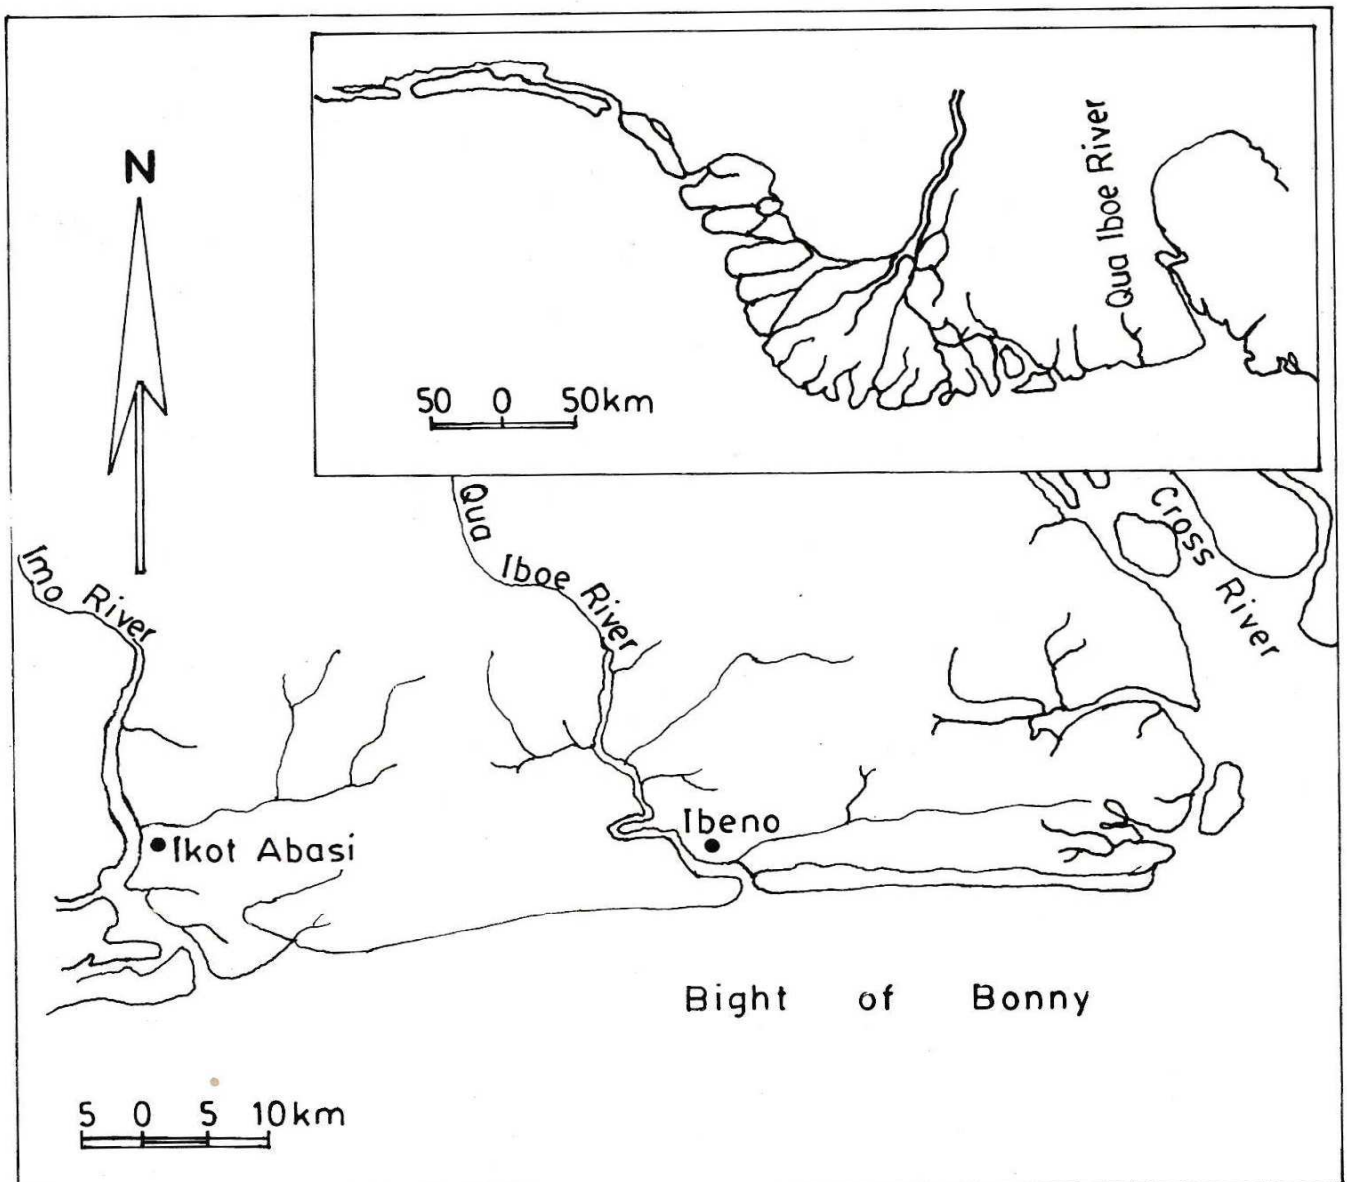 N
Qua Iboe River
50 0 50km
Qua Iboe River
Cross River
Imo River
Ikot Abasi
Ibeno
Bight of Bonny
5 0 5 10km